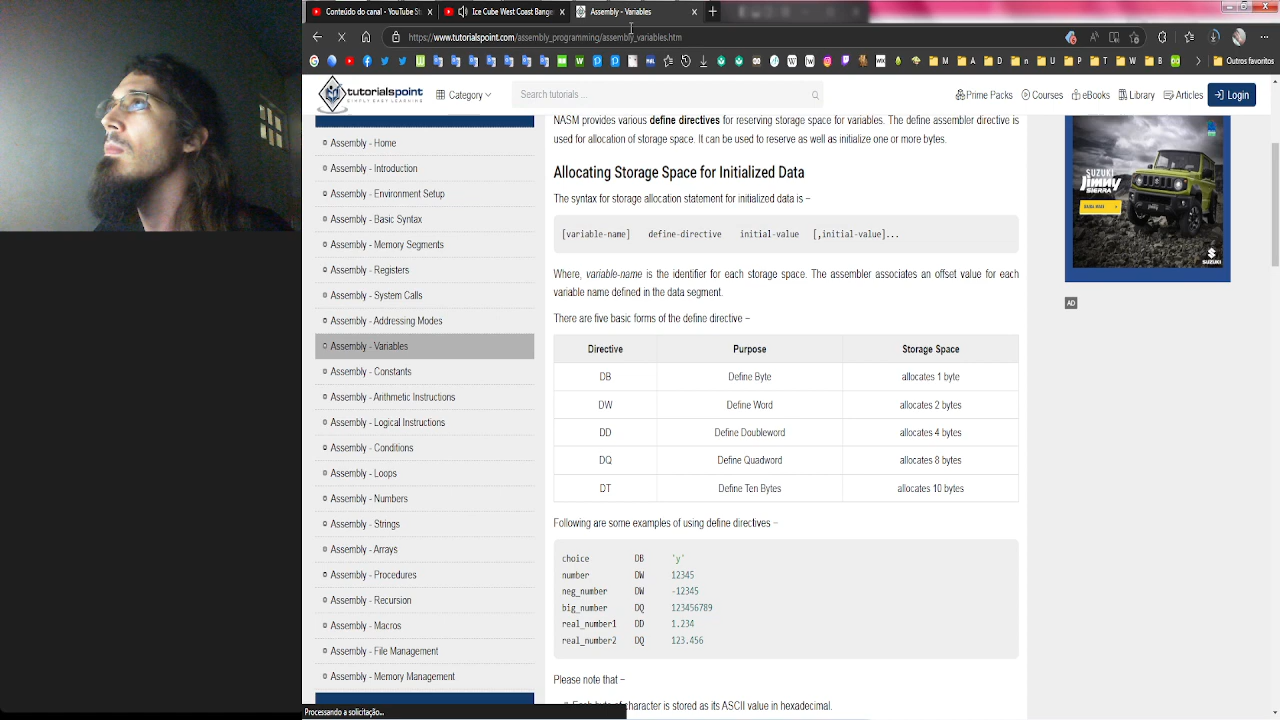 Conteúdo do canal - YouTube St
Ice Cube West Coast Bange
Assembly - Variables
https://www.tutorialspoint.com/assembly_programming/assembly_variables.htm
M
A
D
n
U
P
T
W
B
Outros favoritos
tutorialspoint
SIMPLY EASY LEARNING
Category
Search tutorials ...
Prime Packs
Courses
eBooks
Library
Articles
Login
Assembly - Home
Assembly - Introduction
Assembly - Environment Setup
Assembly - Basic Syntax
Assembly - Memory Segments
Assembly - Registers
Assembly - System Calls
Assembly - Addressing Modes
Assembly - Variables
Assembly - Constants
Assembly - Arithmetic Instructions
Assembly - Logical Instructions
Assembly - Conditions
Assembly - Loops
Assembly - Numbers
Assembly - Strings
Assembly - Arrays
Assembly - Procedures
Assembly - Recursion
Assembly - Macros
Assembly - File Management
Assembly - Memory Management
NASM provides various define directives for reserving storage space for variables. The define assembler directive is
used for allocation of storage space. It can be used to reserve as well as initialize one or more bytes.
Allocating Storage Space for Initialized Data
The syntax for storage allocation statement for initialized data is −
[variable-name] define-directive initial-value [,initial-value]...
Where, variable-name is the identifier for each storage space. The assembler associates an offset value for each
variable name defined in the data segment.
There are five basic forms of the define directive −
Directive Purpose Storage Space
DB Define Byte allocates 1 byte
DW Define Word allocates 2 bytes
DD Define Doubleword allocates 4 bytes
DQ Define Quadword allocates 8 bytes
DT Define Ten Bytes allocates 10 bytes
Following are some examples of using define directives −
choice DB 'y'
number DW 12345
neg_number DW -12345
big_number DQ 123456789
real_number1 DD 1.234
real_number2 DQ 123.456
Please note that −
Each byte of character is stored as its ASCII value in hexadecimal.
SUZUKI
Jimny
SIERRA
SUZUKI
AD
Processando a solicitação...